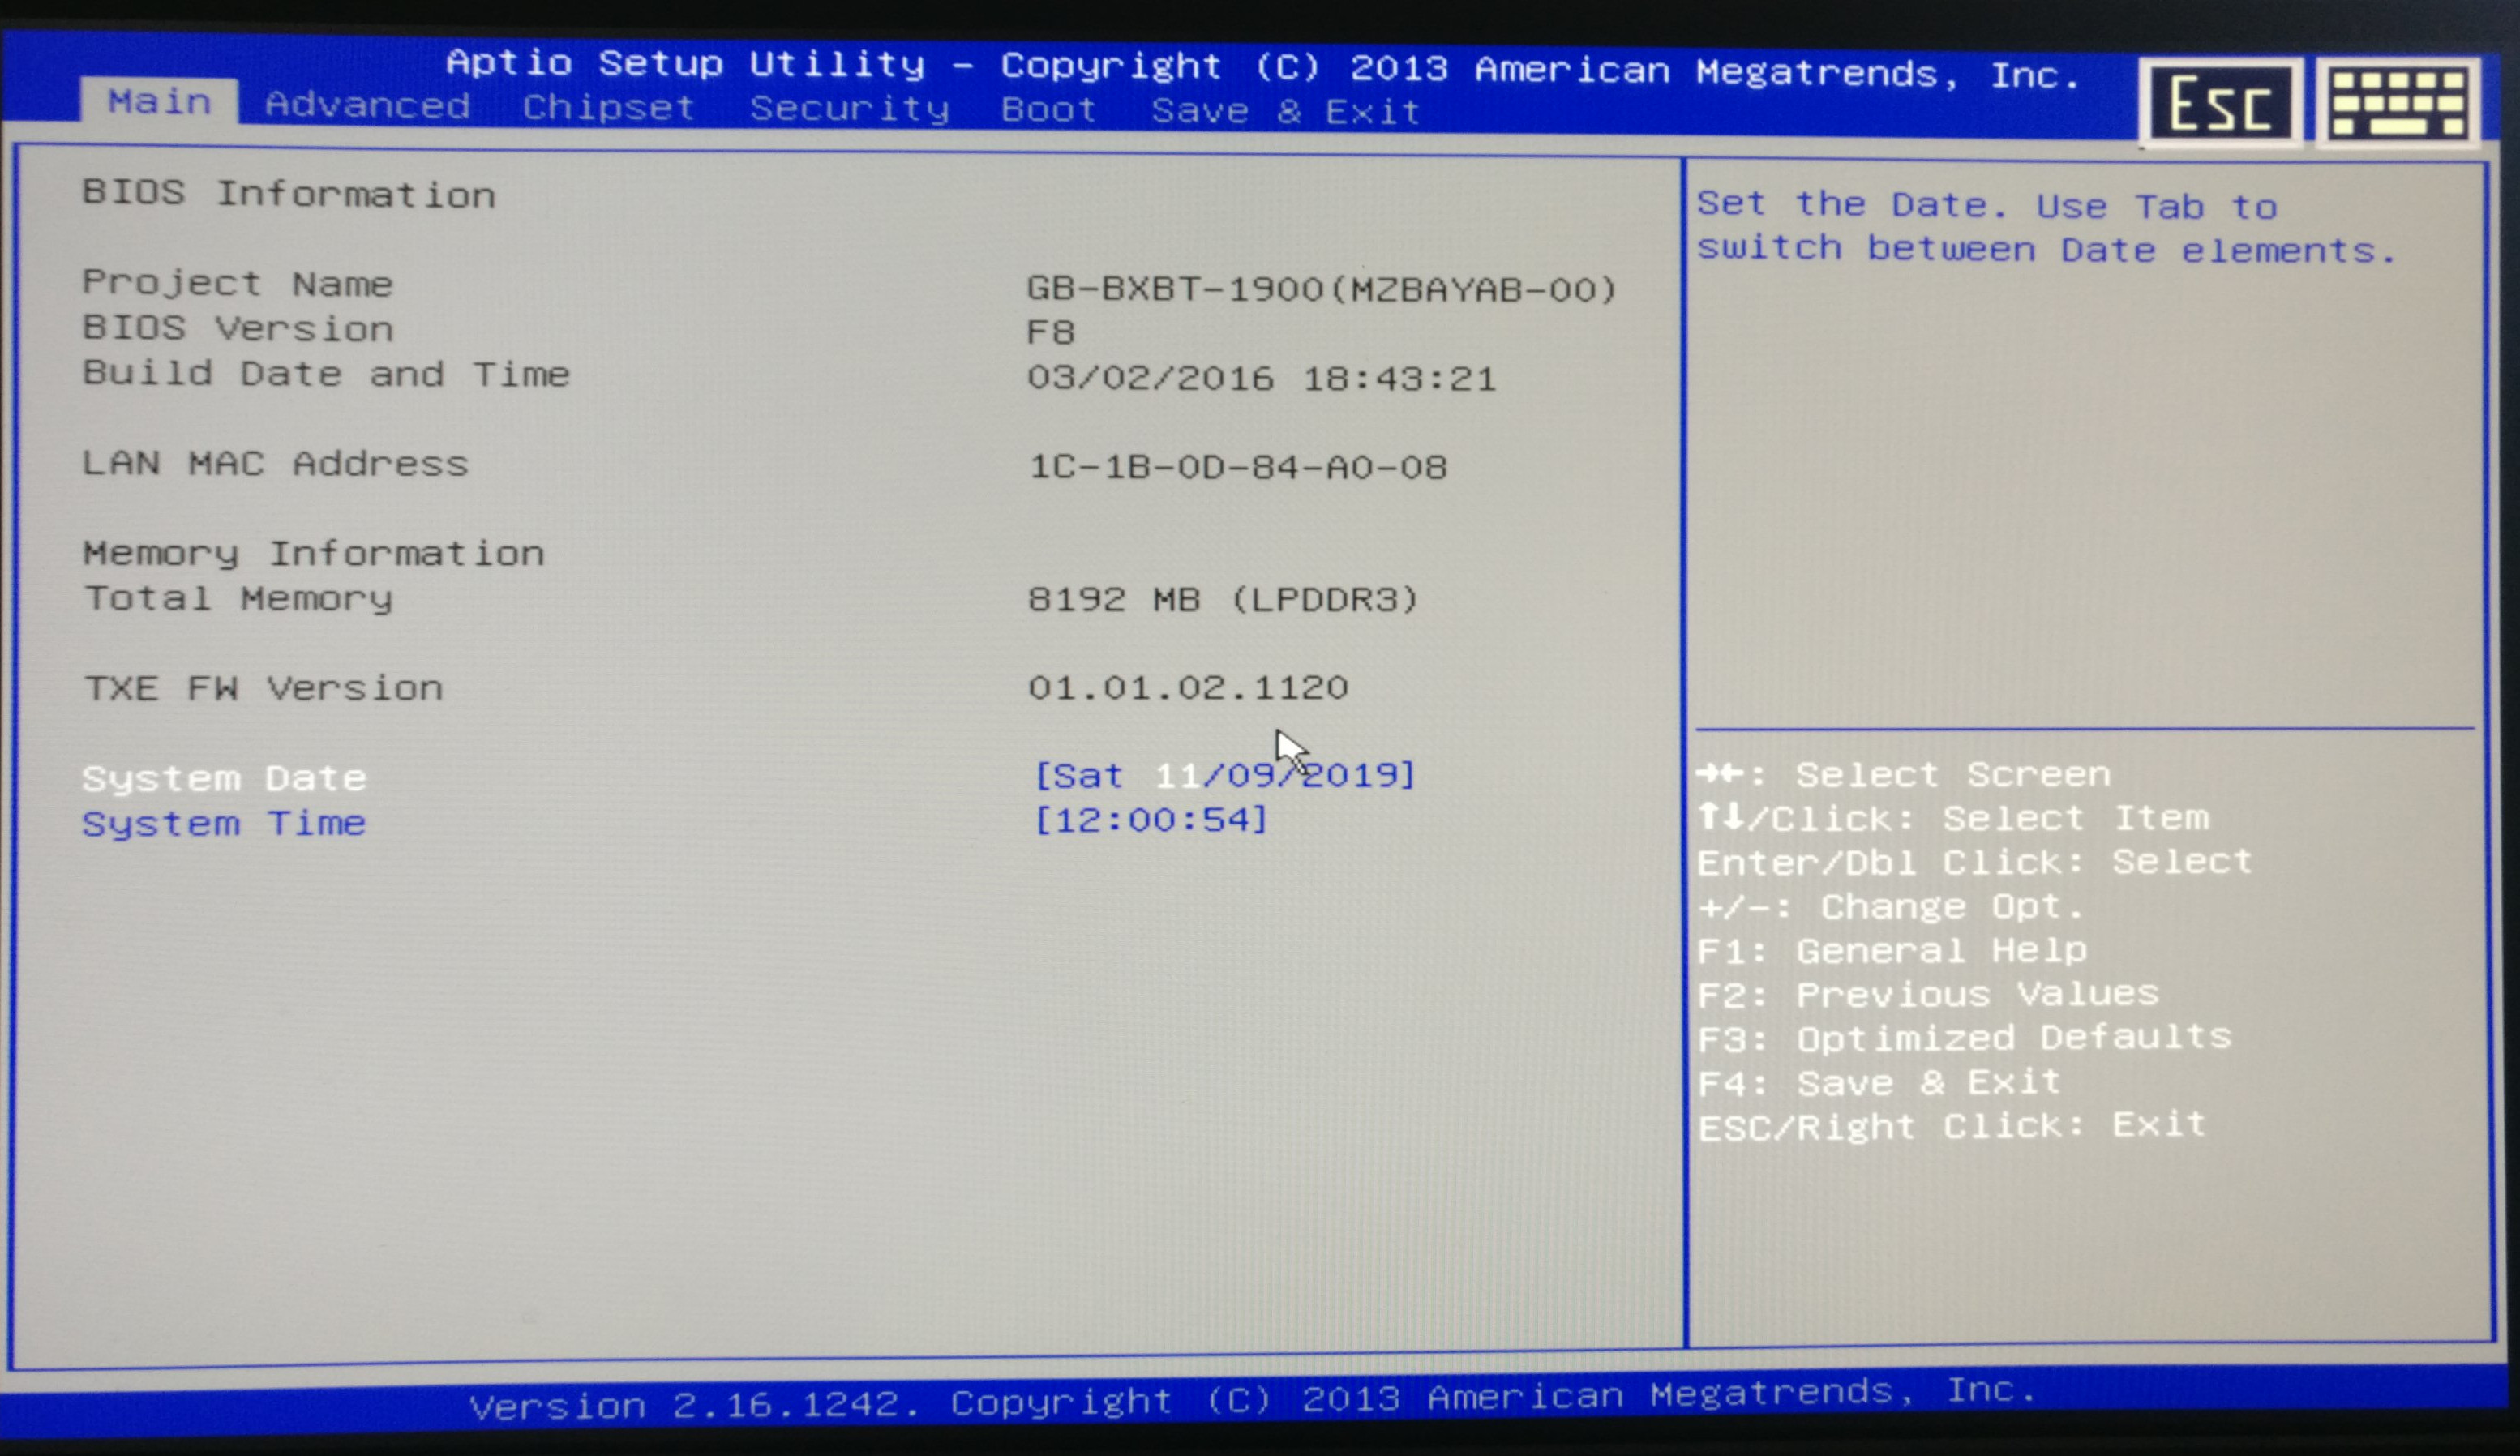 Aptio Setup Utility - Copyright (C) 2013 American Megatrends, Inc.
Main Advanced Chipset Security Boot Save & Exit
Esc
BIOS Information
Project Name GB-BXBT-1900(MZBAYAB-00)
BIOS Version F8
Build Date and Time 03/02/2016 18:43:21
LAN MAC Address 1C-1B-0D-84-A0-08
Memory Information
Total Memory 8192 MB (LPDDR3)
TXE FW Version 01.01.02.1120
System Date [Sat 11/09/2019]
System Time [12:00:54]
Set the Date. Use Tab to
switch between Date elements.
→←: Select Screen
↑↓/Click: Select Item
Enter/Dbl Click: Select
+/-: Change Opt.
F1: General Help
F2: Previous Values
F3: Optimized Defaults
F4: Save & Exit
ESC/Right Click: Exit
Version 2.16.1242. Copyright (C) 2013 American Megatrends, Inc.